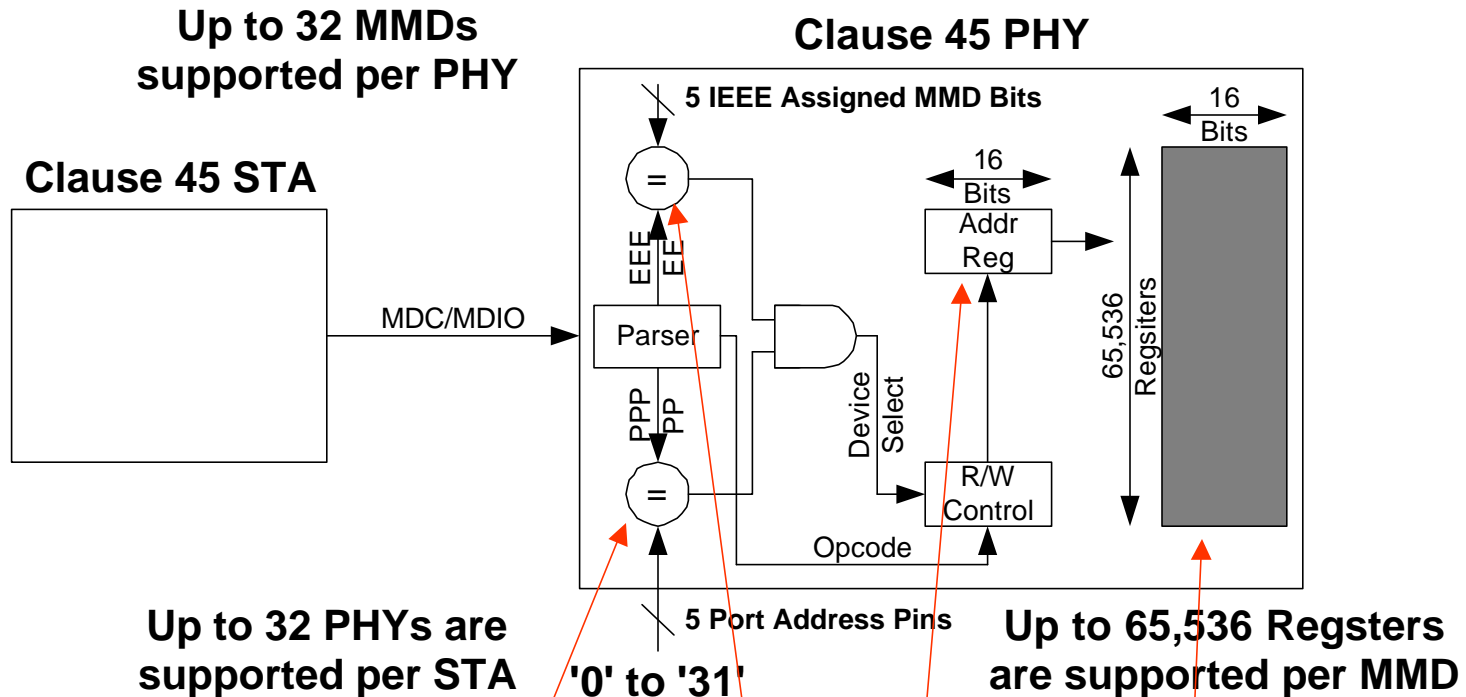 Up to 32 MMDs
supported per PHY
Clause 45 PHY
5 IEEE Assigned MMD Bits
16
Bits
Clause 45 STA
=
16
Bits
Addr
Reg
EEE
EE
65,536
Regsiters
MDC/MDIO
Parser
PPP
PP
Device
Select
=
R/W
Control
Opcode
5 Port Address Pins
Up to 32 PHYs are
supported per STA
'0' to '31'
Up to 65,536 Regsters
are supported per MMD